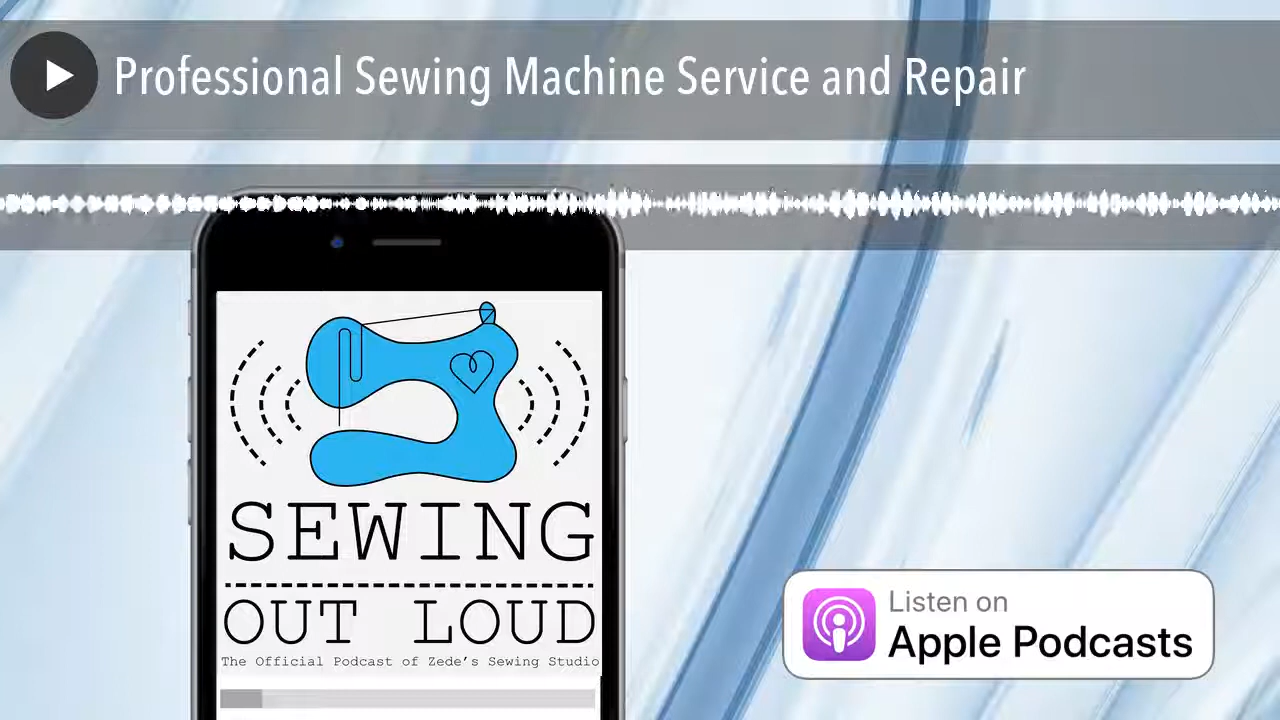 Professional Sewing Machine Service and Repair
SEWING
OUT LOUD
The Official Podcast of Zede's Sewing Studio
Listen on
Apple Podcasts